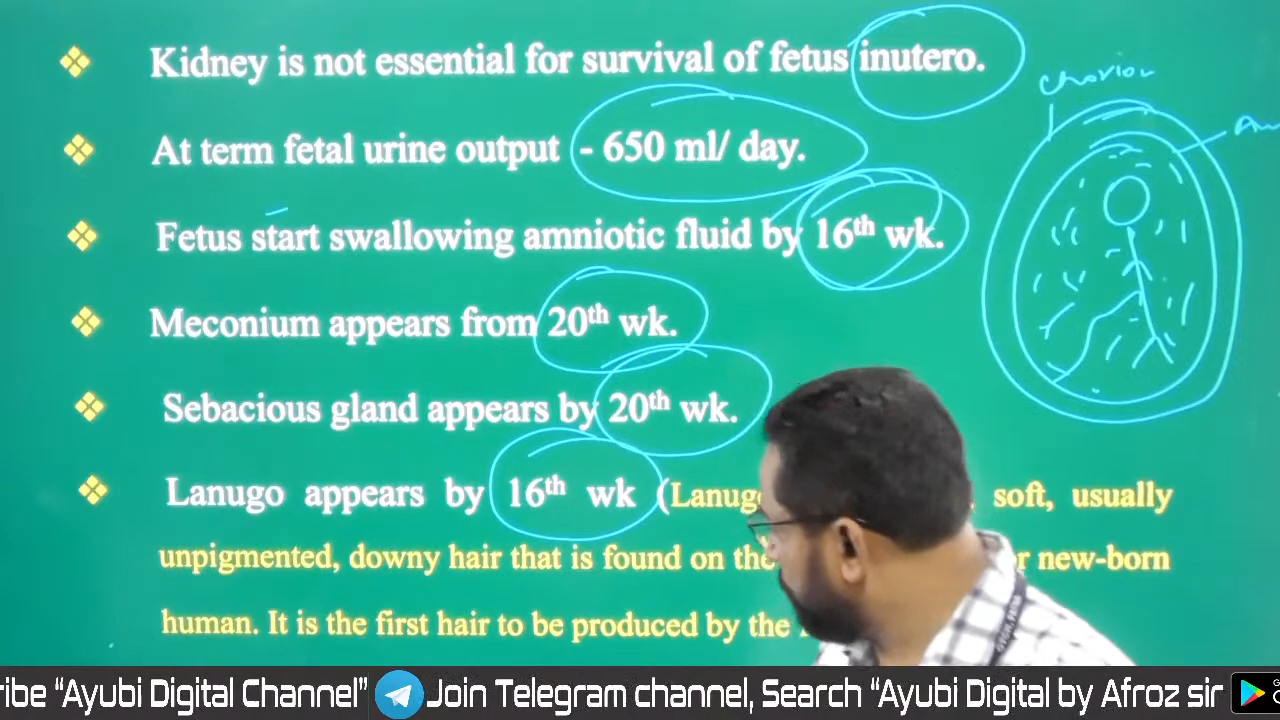 Kidney is not essential for survival of fetus inutero.
Chorion
At term fetal urine output - 650 ml/ day.
Fetus start swallowing amniotic fluid by 16th wk.
Meconium appears from 20th wk.
Sebacious gland appears by 20th wk.
Lanugo appears by 16th wk (Lanugo soft, usually
unpigmented, downy hair that is found on the new-born
human. It is the first hair to be produced by the
"Ayubi Digital Channel" Join Telegram channel, Search "Ayubi Digital by Afroz sir